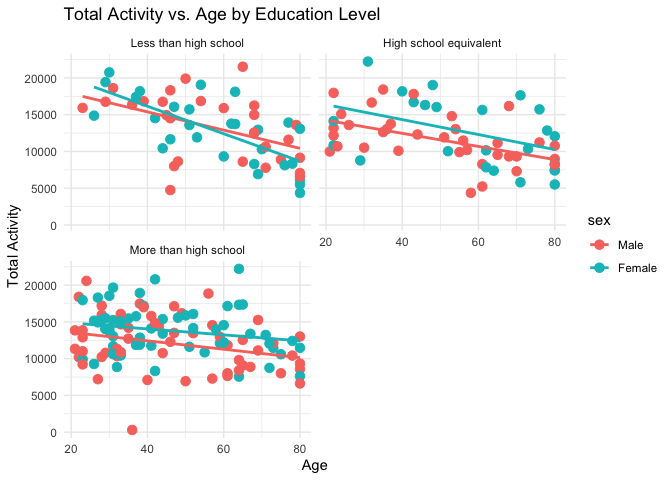 Total Activity vs. Age by Education Level
Less than high school
High school equivalent
20000
15000
10000
5000
0
20
40
60
80
More than high school
20000
15000
10000
5000
0
20
40
60
80
Total Activity
Age
sex
Male
Female